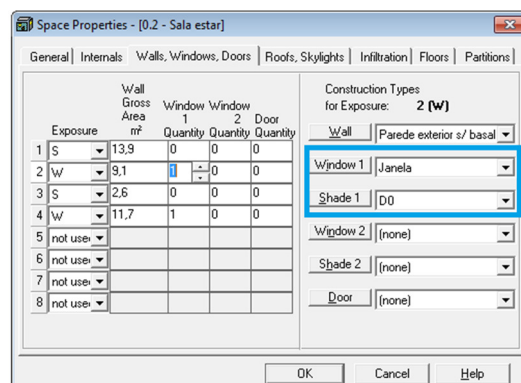 Space Properties - [0.2 - Sala estar]
General Internals Walls, Windows, Doors Roofs, Skylights Infiltration Floors Partitions
Wall
Gross Window Window
Area 1 2 Door
Exposure m² Quantity Quantity Quantity
1 S 13,9 0 0 0
2 W 9,1 1 0 0
3 S 2,6 0 0 0
4 W 11,7 1 0 0
5 not use
6 not use
7 not use
8 not use
Construction Types
for Exposure: 2 (W)
Wall Parede exterior s/ basal
Window 1 Janela
Shade 1 D0
Window 2 (none)
Shade 2 (none)
Door (none)
OK Cancel Help